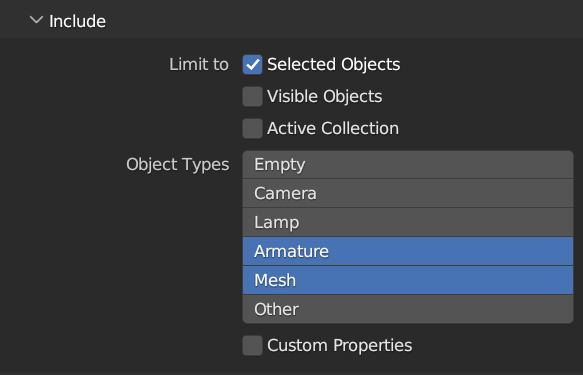 Include
Limit to Selected Objects
Visible Objects
Active Collection
Object Types Empty
Camera
Lamp
Armature
Mesh
Other
Custom Properties